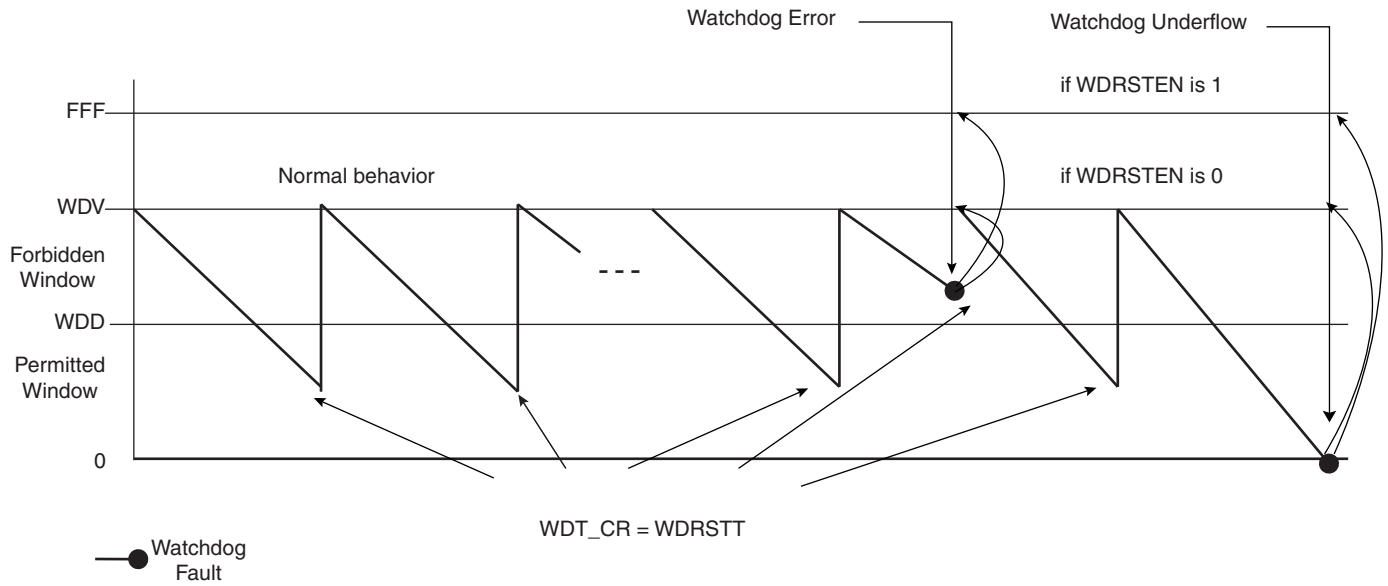 Watchdog Error
Watchdog Underflow
if WDRSTEN is 1
FFF
Normal behavior
if WDRSTEN is 0
WDV
Forbidden
Window
WDD
Permitted
Window
0
WDT_CR = WDRSTT
Watchdog
Fault